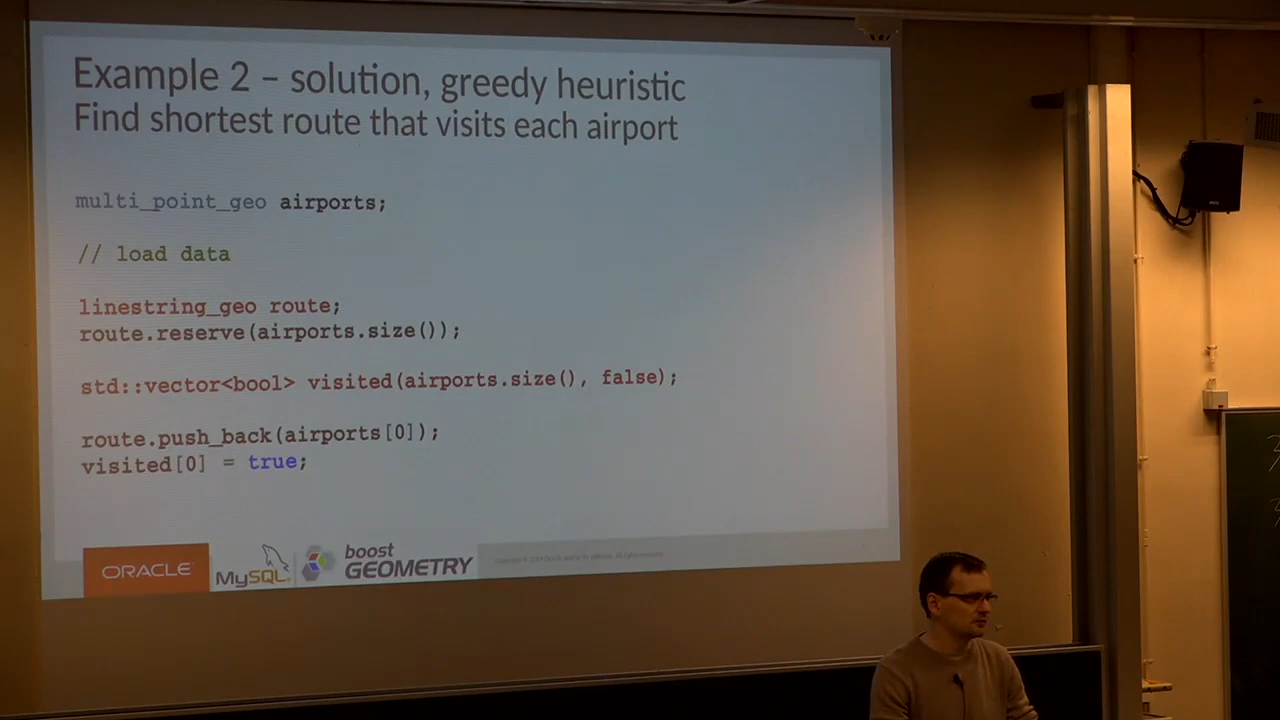 Example 2 – solution, greedy heuristic
Find shortest route that visits each airport
multi_point_geo airports;
// load data
linestring_geo route;
route.reserve(airports.size());
std::vector<bool> visited(airports.size(), false);
route.push_back(airports[0]);
visited[0] = true;
ORACLE
MySQL
boost
GEOMETRY